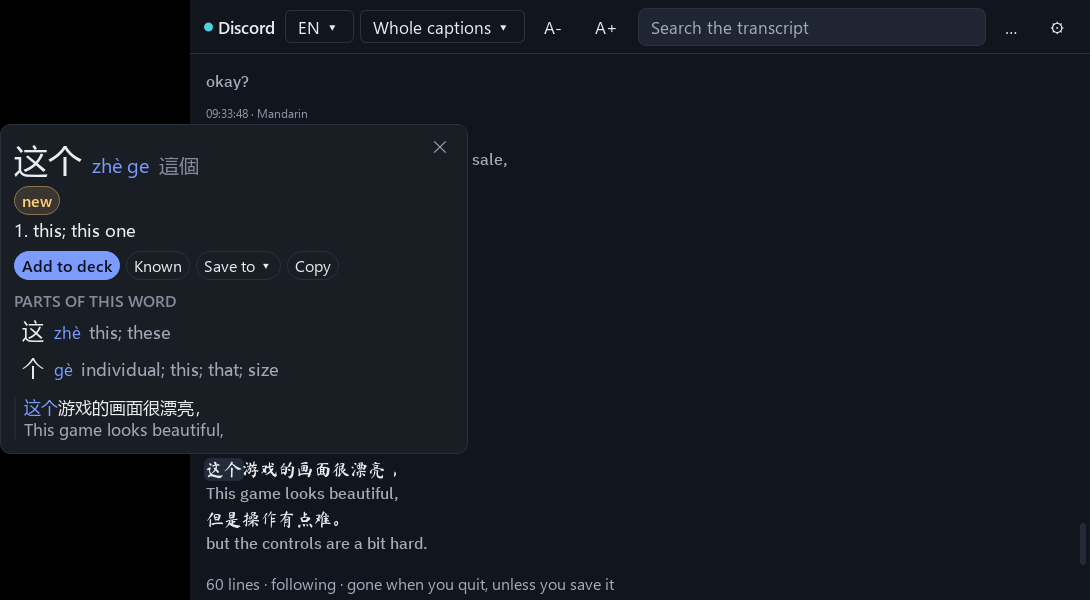 Discord EN ▾ Whole captions ▾ A- A+ Search the transcript ...
okay?
09:33:48 · Mandarin
sale,
这个 zhè ge 這個
new
1. this; this one
Add to deck Known Save to ▾ Copy
PARTS OF THIS WORD
这 zhè this; these
个 gè individual; this; that; size
这个游戏的画面很漂亮，
This game looks beautiful,
这个游戏的画面很漂亮，
This game looks beautiful,
但是操作有点难。
but the controls are a bit hard.
60 lines · following · gone when you quit, unless you save it